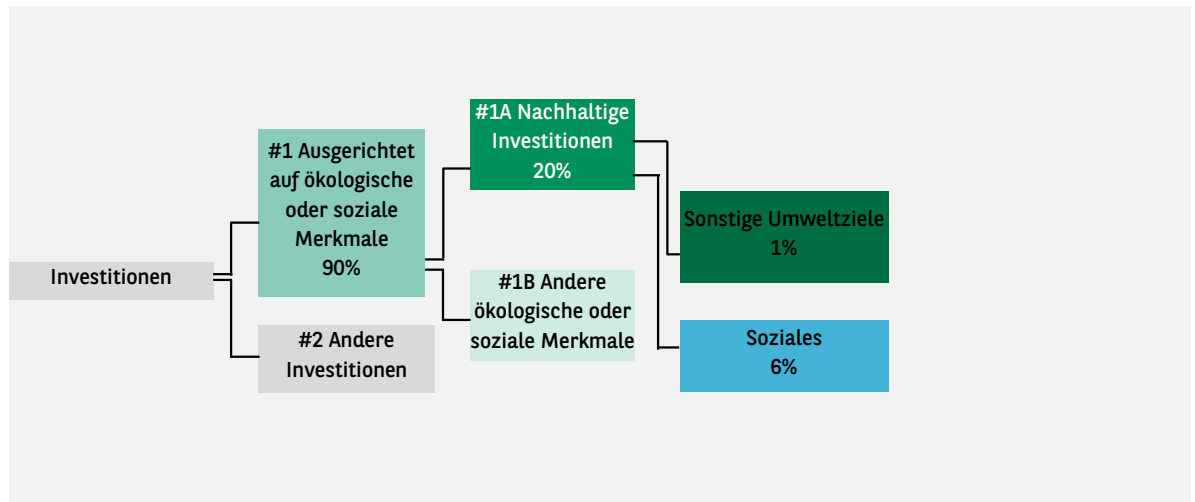 Investitionen
#1 Ausgerichtet
auf ökologische
oder soziale
Merkmale
90%
#2 Andere
Investitionen
#1A Nachhaltige
Investitionen
20%
#1B Andere
ökologische oder
soziale Merkmale
Sonstige Umweltziele
1%
Soziales
6%